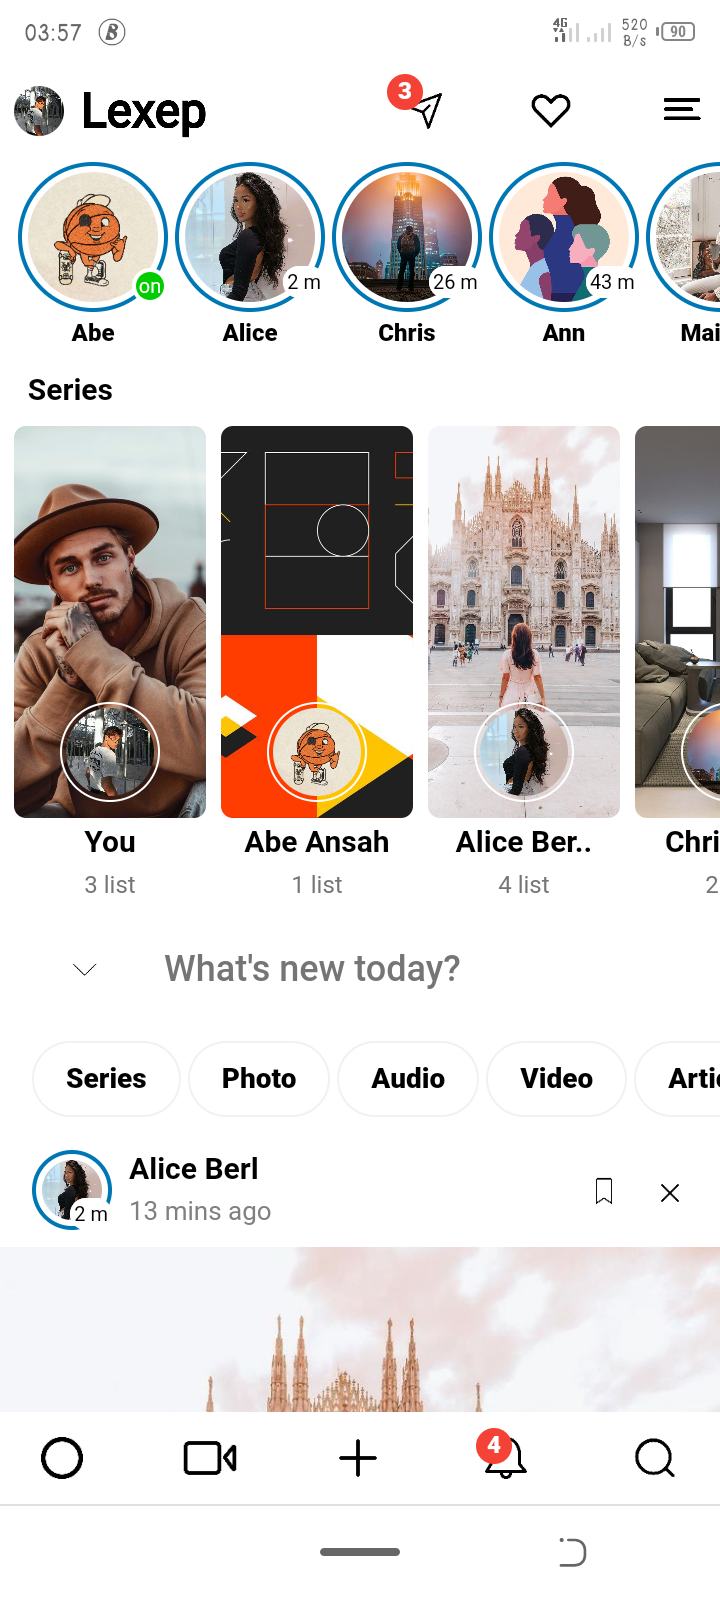 03:57 B 4G 520 B/s 90
Lexep 3
on 2 m 26 m 43 m
Abe Alice Chris Ann Mai
Series
You Abe Ansah Alice Ber.. Chri
3 list 1 list 4 list 2
What's new today?
Series Photo Audio Video Artic
Alice Berl
2 m 13 mins ago
4